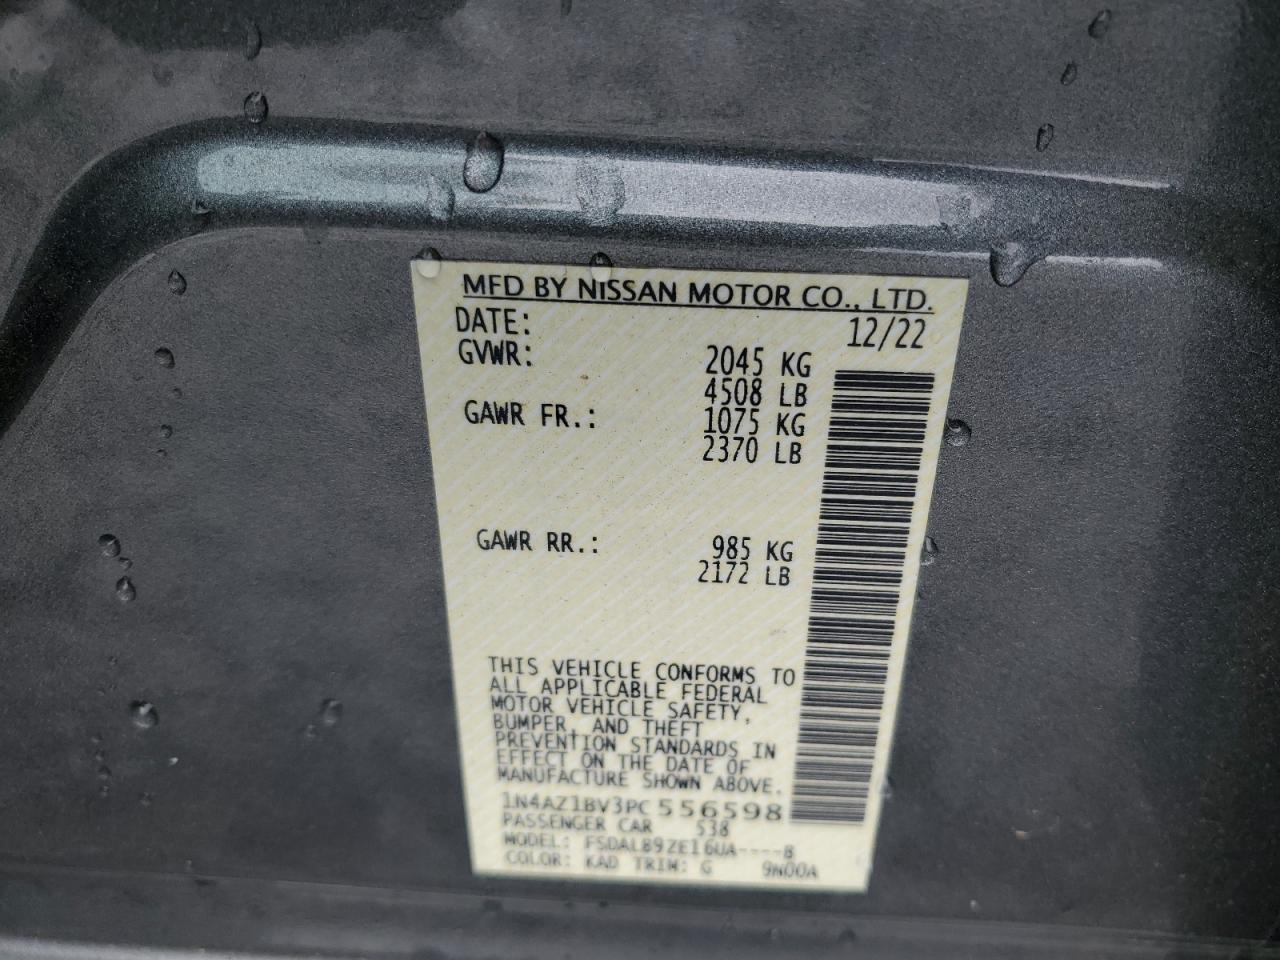 MFD BY NISSAN MOTOR CO., LTD.
DATE: 12/22
GVWR: 2045 KG
4508 LB
GAWR FR.: 1075 KG
2370 LB
GAWR RR.: 985 KG
2172 LB
THIS VEHICLE CONFORMS TO
ALL APPLICABLE FEDERAL
MOTOR VEHICLE SAFETY,
BUMPER, AND THEFT
PREVENTION STANDARDS IN
EFFECT ON THE DATE OF
MANUFACTURE SHOWN ABOVE.
1N4AZ1BV3PC556598
PASSENGER CAR 538
MODEL: FSDALB9ZE16UA----B
COLOR: KAD TRIM: G 9N00A